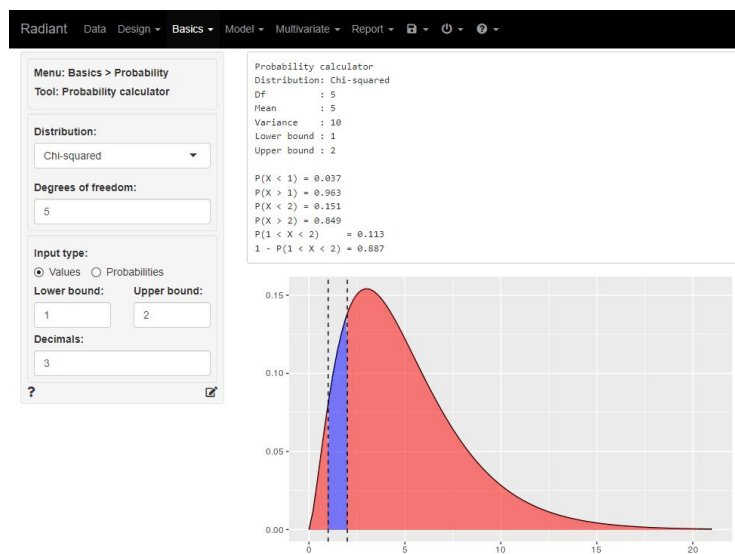 Radiant Data Design Basics Model Multivariate Report
Menu: Basics > Probability
Tool: Probability calculator
Distribution:
Chi-squared
Degrees of freedom:
5
Input type:
Values Probabilities
Lower bound: Upper bound:
1 2
Decimals:
3
?
Probability calculator
Distribution: Chi-squared
Df : 5
Mean : 5
Variance : 10
Lower bound : 1
Upper bound : 2
P(X < 1) = 0.037
P(X > 1) = 0.963
P(X < 2) = 0.151
P(X > 2) = 0.849
P(1 < X < 2) = 0.113
1 - P(1 < X < 2) = 0.887
0.15
0.10
0.05
0.00
0 5 10 15 20